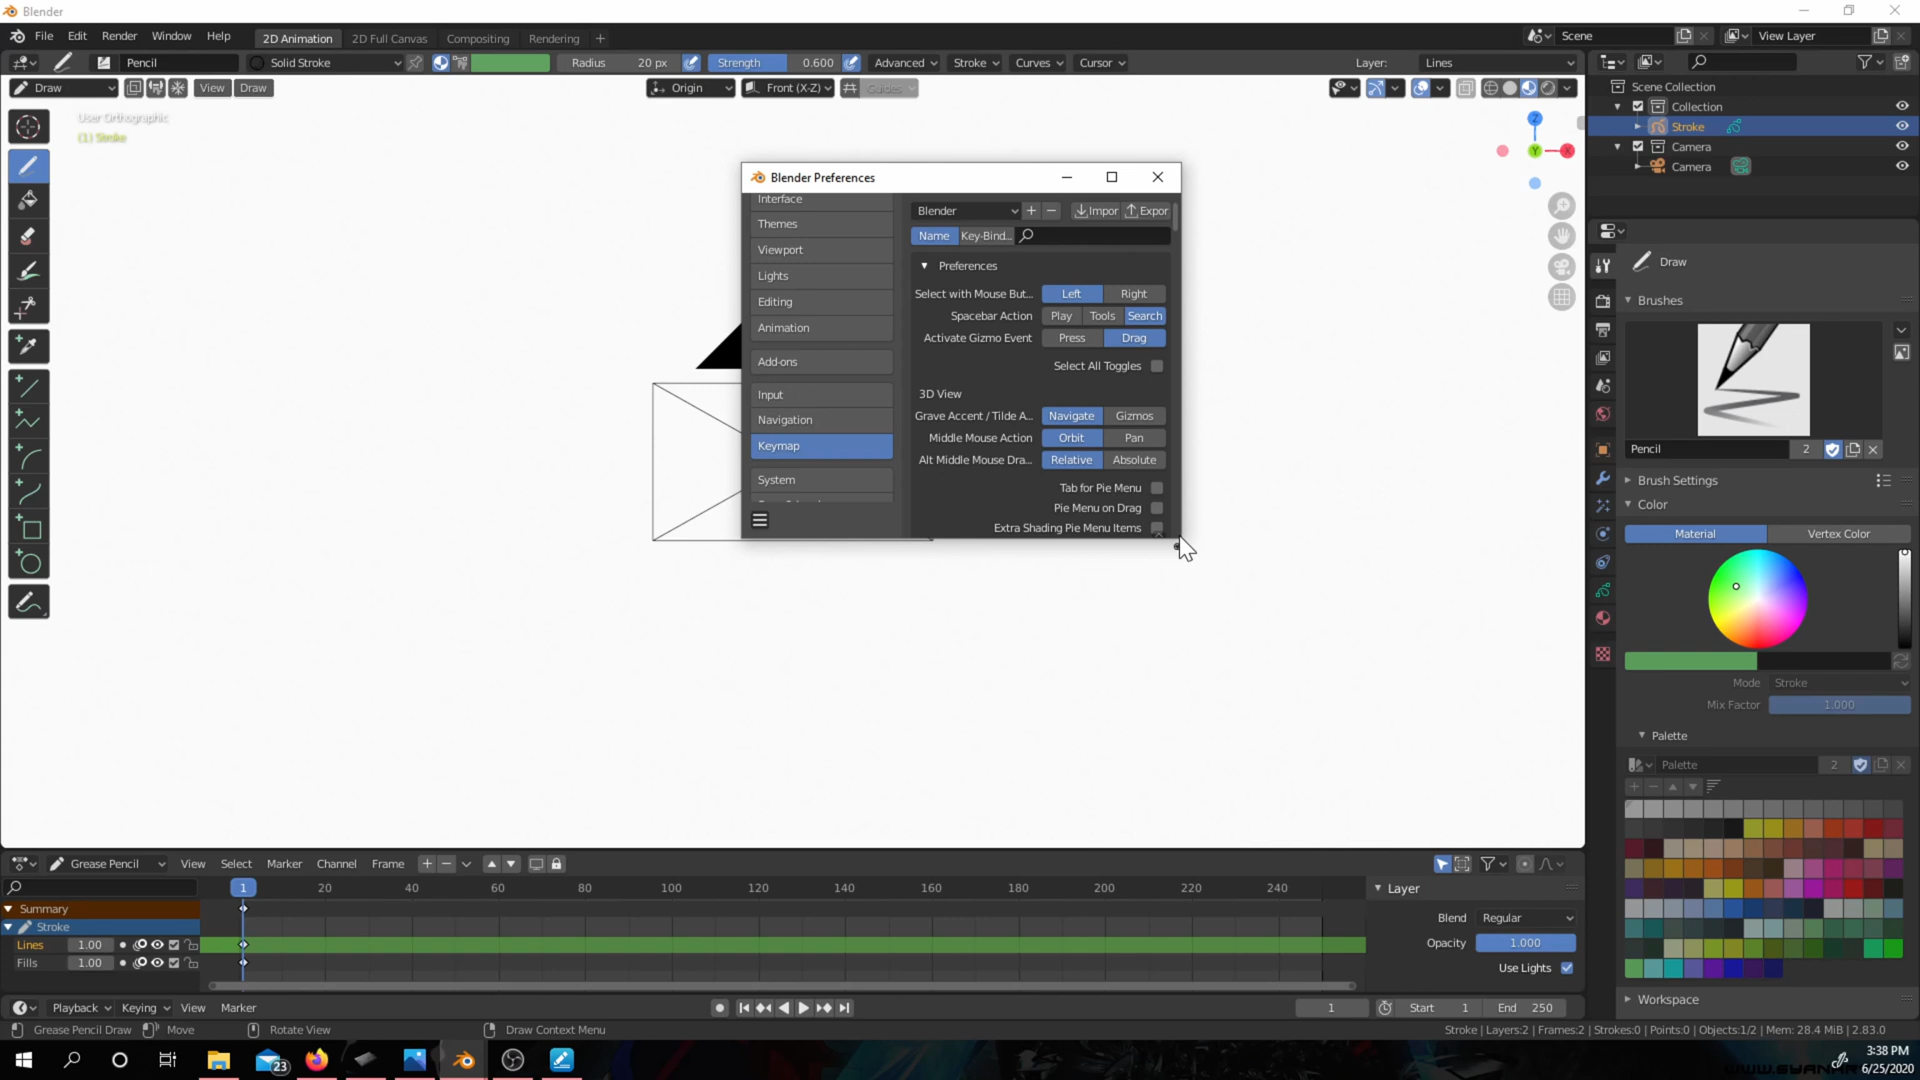 Blender
File Edit Render Window Help 2D Animation 2D Full Canvas Compositing Rendering + Scene View Layer
Pencil Solid Stroke Radius 20 px Strength 0.600 Advanced Stroke Curves Cursor Layer: Lines
Draw View Draw Origin Front (X-Z) Guides
User Orthographic
(1) Stroke
Z
Y
X
Scene Collection
Collection
Stroke
Camera
Camera
Blender Preferences
Interface
Themes
Viewport
Lights
Editing
Animation
Add-ons
Input
Navigation
Keymap
System
Blender + − Impor Expor
Name Key-Bind...
Preferences
Select with Mouse But... Left Right
Spacebar Action Play Tools Search
Activate Gizmo Event Press Drag
Select All Toggles
3D View
Grave Accent / Tilde A... Navigate Gizmos
Middle Mouse Action Orbit Pan
Alt Middle Mouse Dra... Relative Absolute
Tab for Pie Menu
Pie Menu on Drag
Extra Shading Pie Menu Items
Draw
Brushes
Pencil 2
Brush Settings
Color
Material Vertex Color
Mode Stroke
Mix Factor 1.000
Palette
Palette 2
Workspace
Grease Pencil View Select Marker Channel Frame
1 20 40 60 80 100 120 140 160 180 200 220 240
Summary
Stroke
Lines 1.00
Fills 1.00
Layer
Blend Regular
Opacity 1.000
Use Lights
Playback Keying View Marker 1 Start 1 End 250
Grease Pencil Draw Move Rotate View Draw Context Menu Stroke | Layers:2 | Frames:2 | Strokes:0 | Points:0 | Objects:1/2 | Mem: 28.4 MiB | 2.83.0
23
3:38 PM
6/25/2020